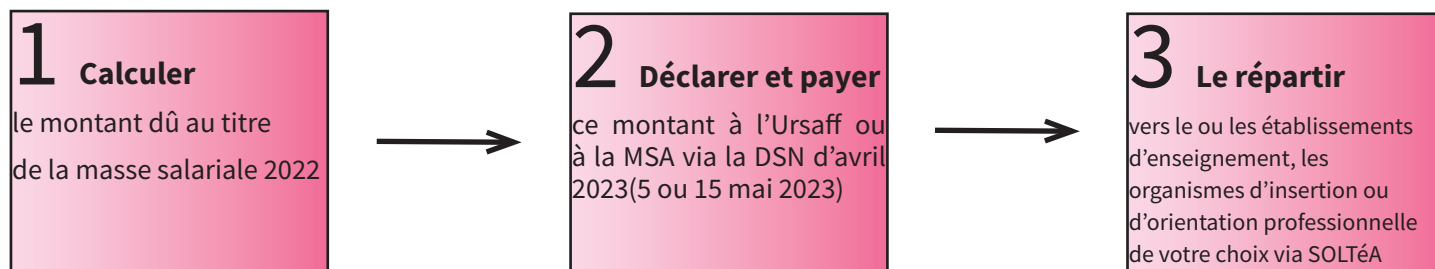 1 Calculer
le montant dû au titre
de la masse salariale 2022
2 Déclarer et payer
ce montant à l’Ursaff ou
à la MSA via la DSN d’avril
2023(5 ou 15 mai 2023)
3 Le répartir
vers le ou les établissements
d’enseignement, les
organismes d’insertion ou
d’orientation professionnelle
de votre choix via SOLTéA